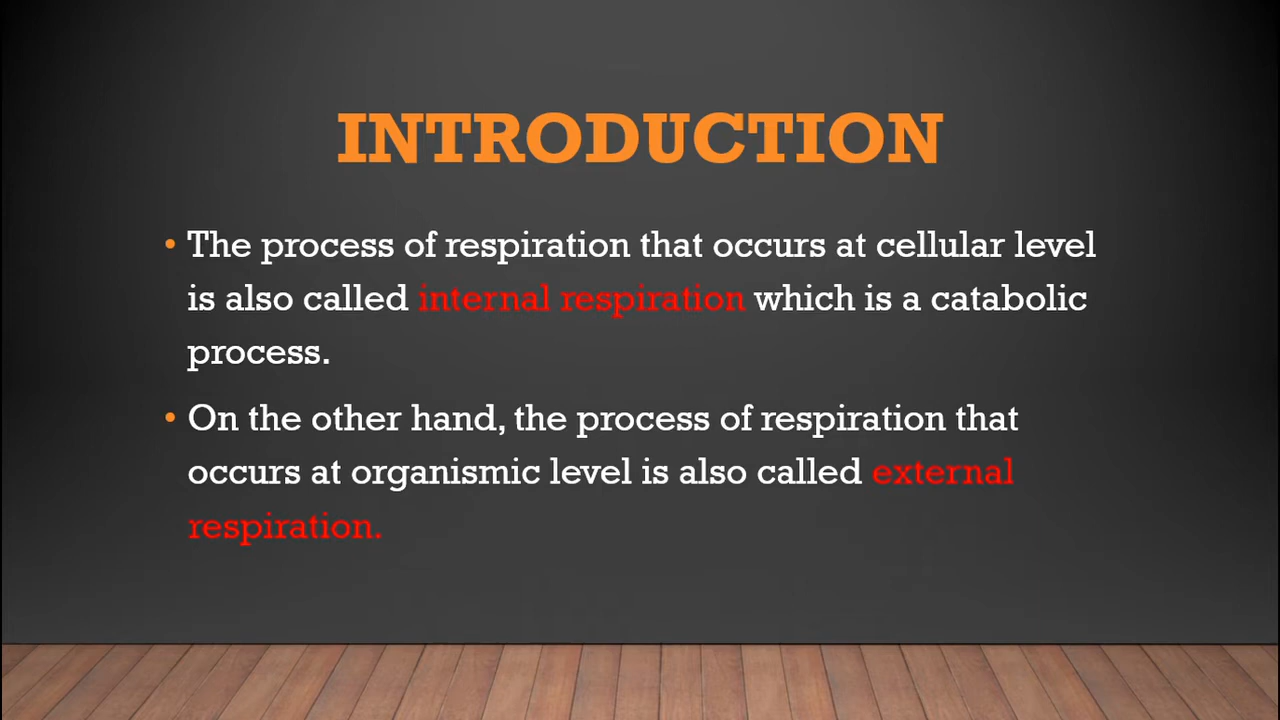 INTRODUCTION
• The process of respiration that occurs at cellular level
is also called internal respiration which is a catabolic
process.
• On the other hand, the process of respiration that
occurs at organismic level is also called external
respiration.